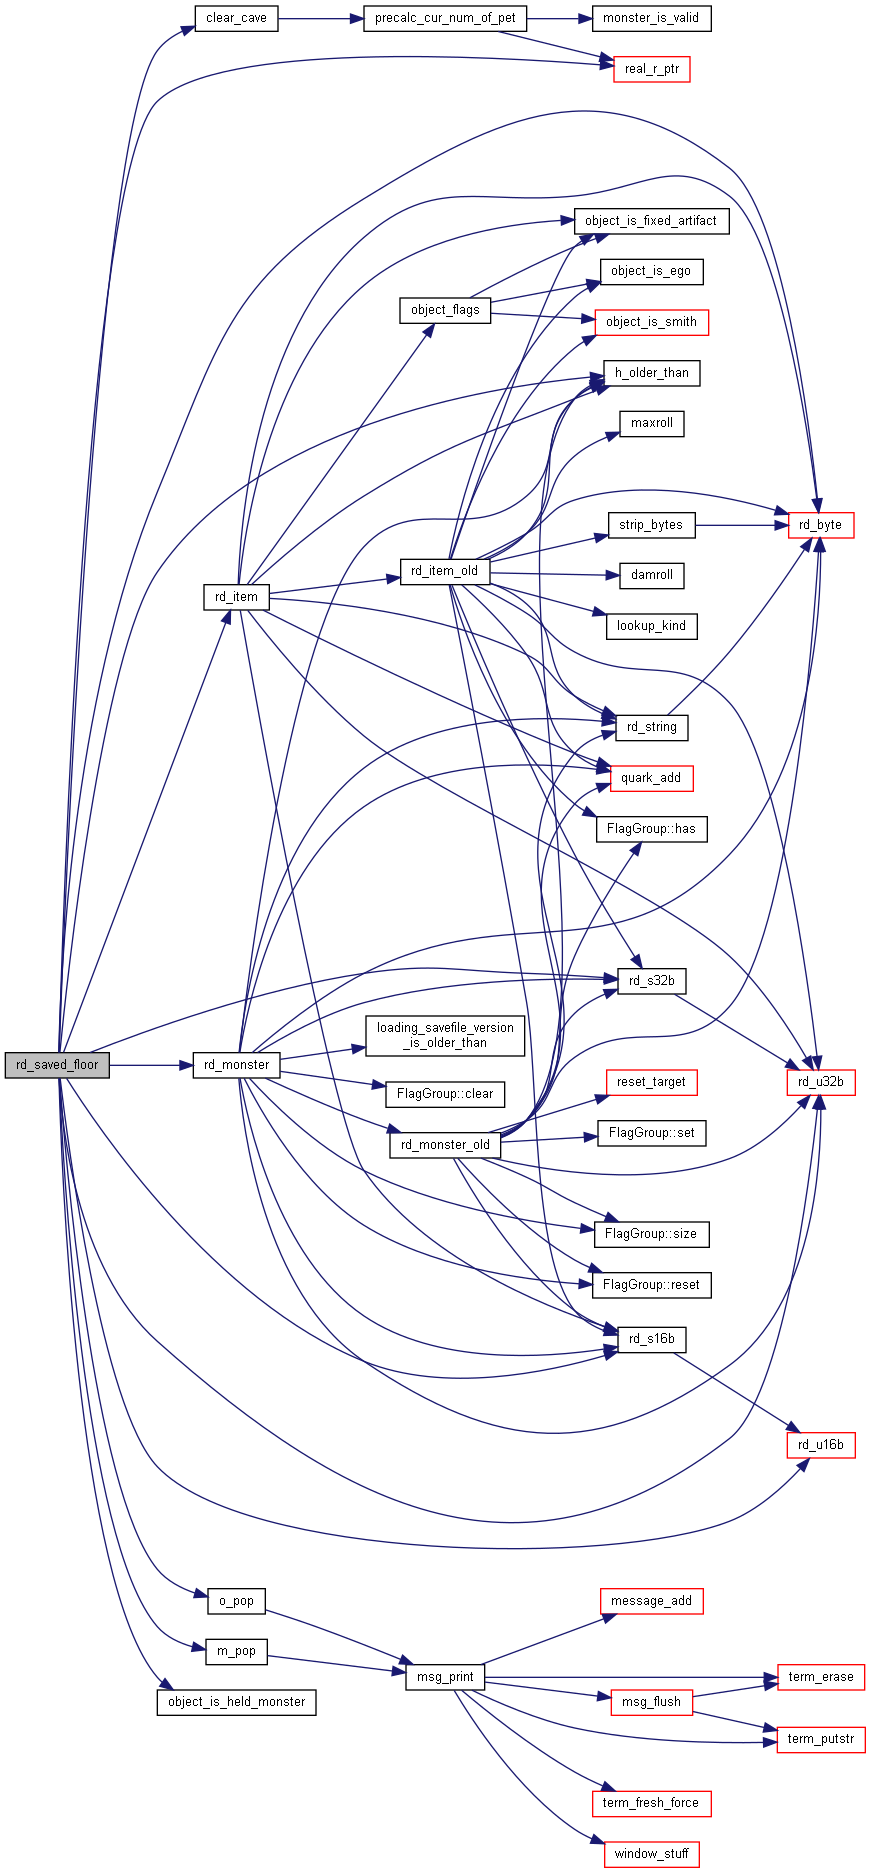 clear_cave
precalc_cur_num_of_pet
monster_is_valid
real_r_ptr
object_is_fixed_artifact
object_is_ego
object_flags
object_is_smith
h_older_than
maxroll
strip_bytes
rd_byte
rd_item_old
damroll
rd_item
lookup_kind
rd_string
quark_add
FlagGroup::has
rd_s32b
loading_savefile_version
_is_older_than
rd_saved_floor
rd_monster
reset_target
rd_u32b
FlagGroup::clear
FlagGroup::set
rd_monster_old
FlagGroup::size
FlagGroup::reset
rd_s16b
rd_u16b
o_pop
message_add
m_pop
msg_print
term_erase
object_is_held_monster
msg_flush
term_putstr
term_fresh_force
window_stuff